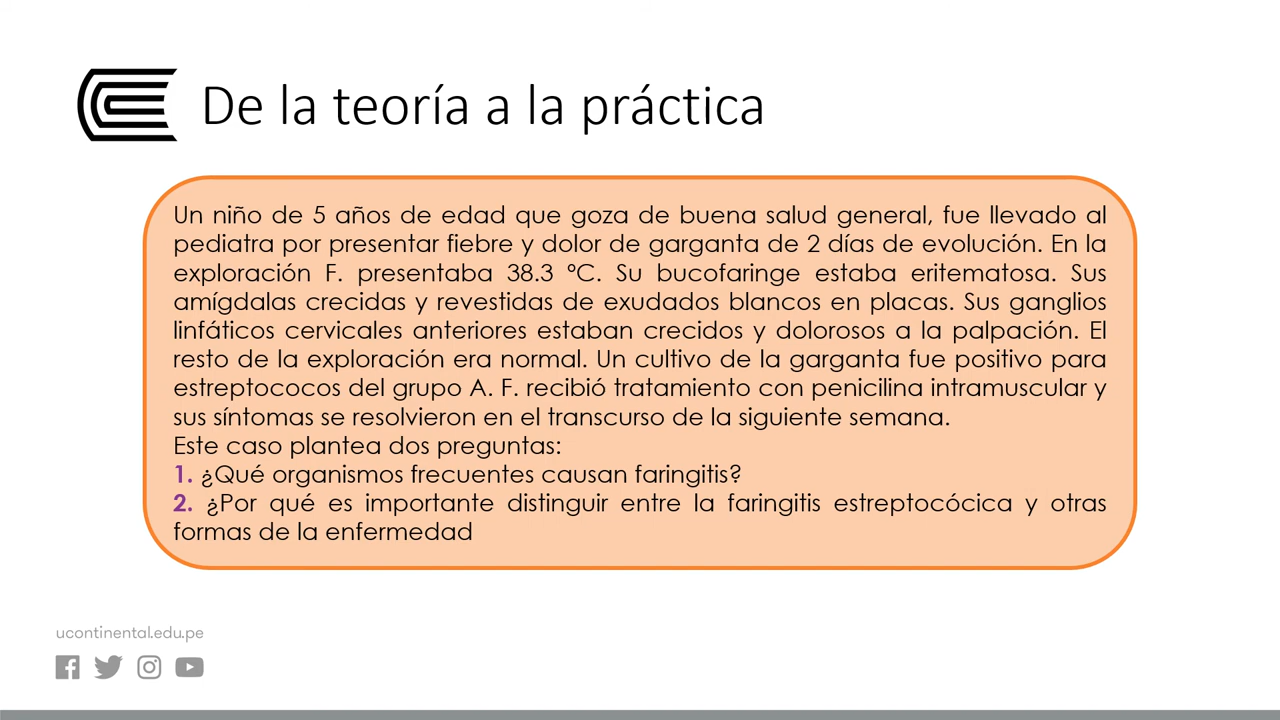 De la teoría a la práctica
Un niño de 5 años de edad que goza de buena salud general, fue llevado al
pediatra por presentar fiebre y dolor de garganta de 2 días de evolución. En la
exploración F. presentaba 38.3 ºC. Su bucofaringe estaba eritematosa. Sus
amígdalas crecidas y revestidas de exudados blancos en placas. Sus ganglios
linfáticos cervicales anteriores estaban crecidos y dolorosos a la palpación. El
resto de la exploración era normal. Un cultivo de la garganta fue positivo para
estreptococos del grupo A. F. recibió tratamiento con penicilina intramuscular y
sus síntomas se resolvieron en el transcurso de la siguiente semana.
Este caso plantea dos preguntas:
1. ¿Qué organismos frecuentes causan faringitis?
2. ¿Por qué es importante distinguir entre la faringitis estreptocócica y otras
formas de la enfermedad
ucontinental.edu.pe